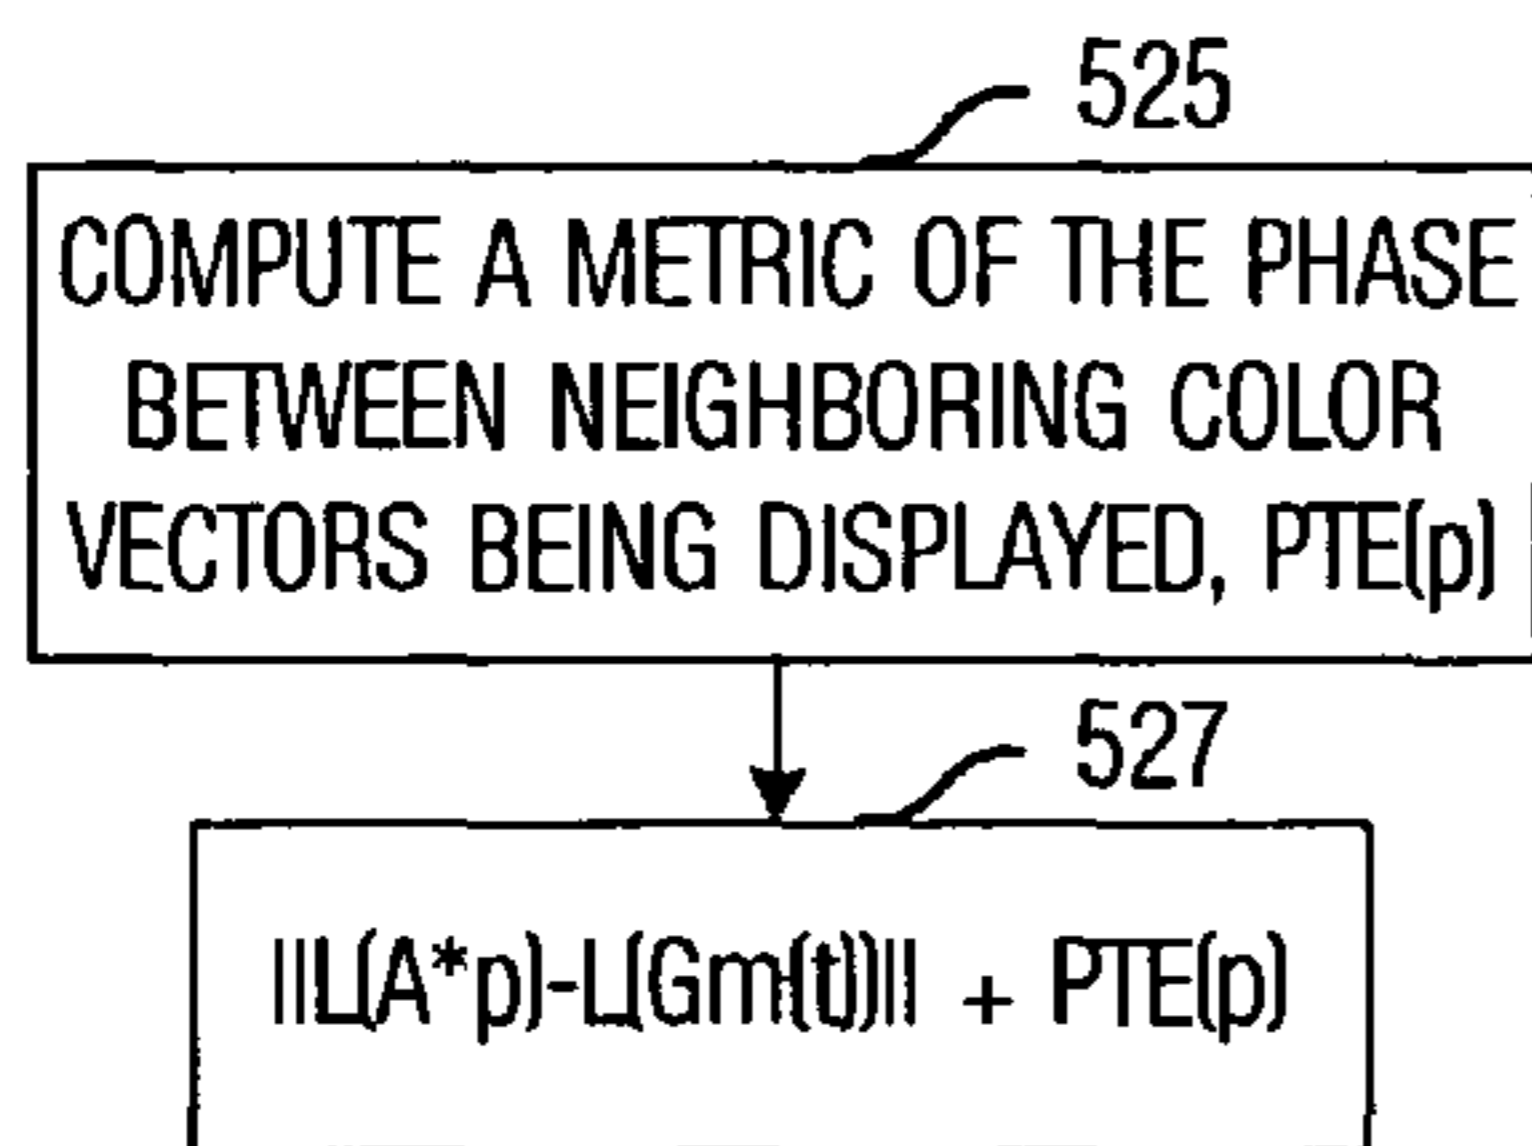 525
COMPUTE A METRIC OF THE PHASE
BETWEEN NEIGHBORING COLOR
VECTORS BEING DISPLAYED, PTE(p)
527
||L(A*p)-L(Gm(t))|| + PTE(p)